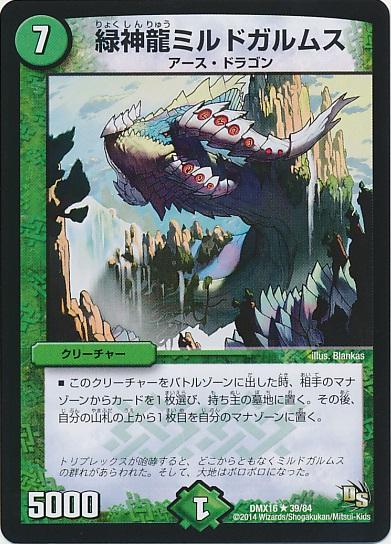 7
りょくしんりゅう
緑神龍ミルドガルムス
アース・ドラゴン
クリーチャー
illus. Blankas
■このクリーチャーをバトルゾーンに出した時、相手のマナ
ゾーンからカードを1枚選び、持ち主の墓地に置く。その後、
自分の山札の上から1枚目を自分のマナゾーンに置く。
トリプレックスが咆哮すると、どこからともなくミルドガルムス
の群れがあらわれた。そして、大地はボロボロになった。
5000
1
DS
DMX16 ★ 39/84
©2014 Wizards/Shogakukan/Mitsui-Kids